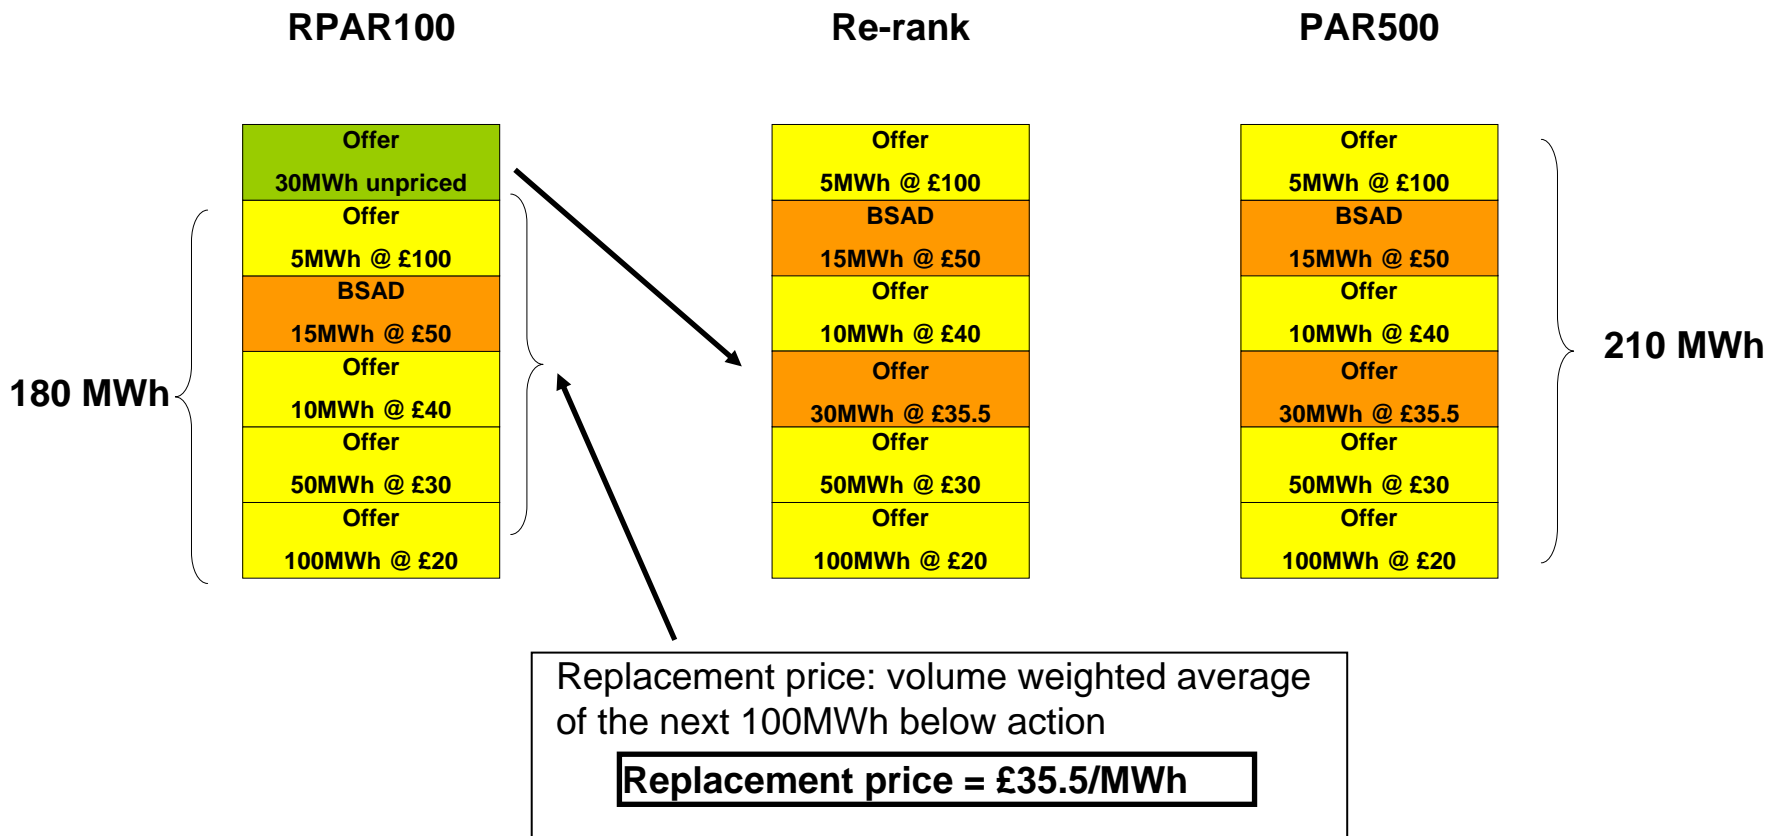 RPAR100
Re-rank
PAR500
Offer
30MWh unpriced
Offer
5MWh @ £100
BSAD
15MWh @ £50
Offer
10MWh @ £40
Offer
50MWh @ £30
Offer
100MWh @ £20
180 MWh
Offer
5MWh @ £100
BSAD
15MWh @ £50
Offer
10MWh @ £40
Offer
30MWh @ £35.5
Offer
50MWh @ £30
Offer
100MWh @ £20
Offer
5MWh @ £100
BSAD
15MWh @ £50
Offer
10MWh @ £40
Offer
30MWh @ £35.5
Offer
50MWh @ £30
Offer
100MWh @ £20
210 MWh
Replacement price: volume weighted average
of the next 100MWh below action
Replacement price = £35.5/MWh